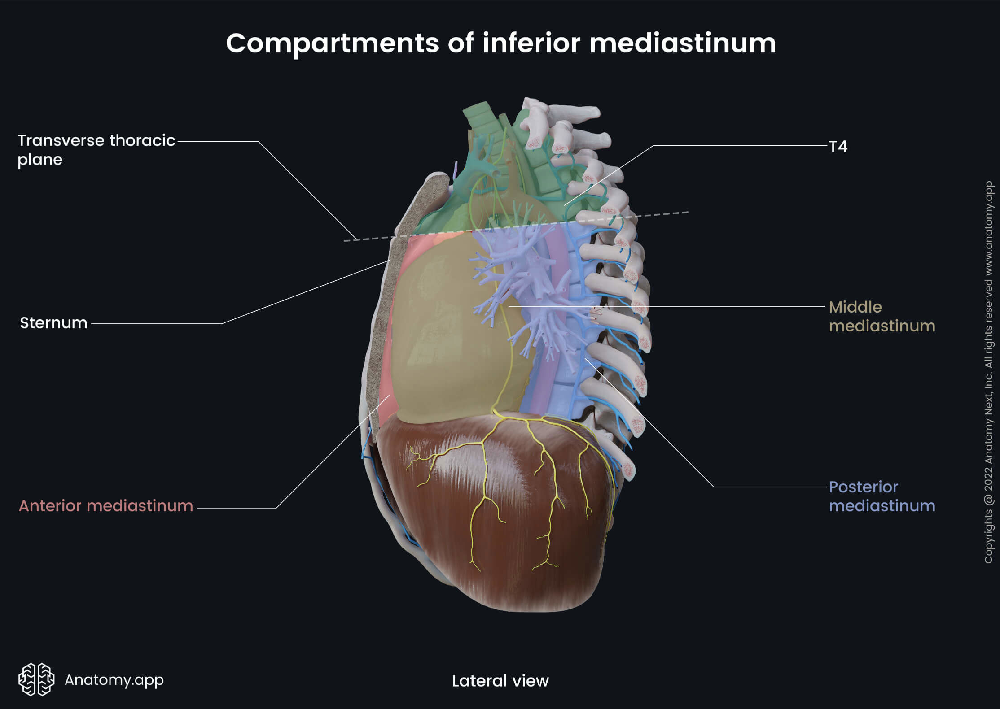 Compartments of inferior mediastinum
Transverse thoracic
plane
T4
Sternum
Middle
mediastinum
Anterior mediastinum
Posterior
mediastinum
Copyrights @ 2022 Anatomy Next, Inc. All rights reserved www.anatomy.app
Anatomy.app
Lateral view